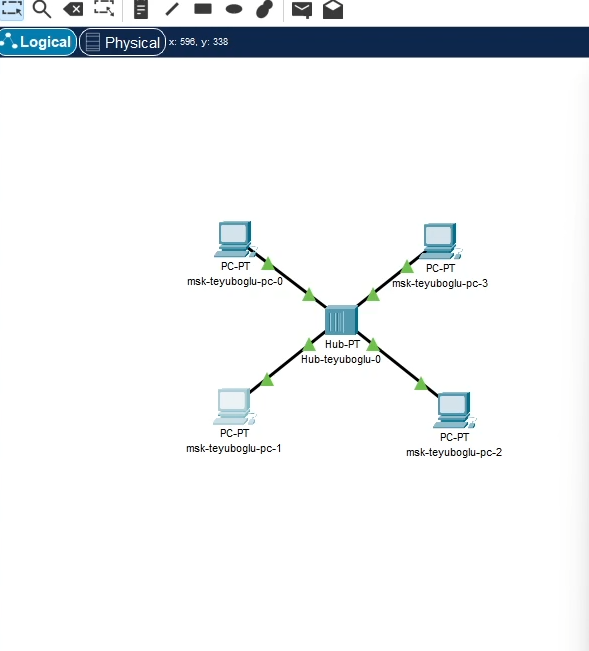 Logical Physical x: 596, y: 338
PC-PT
msk-teyuboglu-pc-0
PC-PT
msk-teyuboglu-pc-3
Hub-PT
Hub-teyuboglu-0
PC-PT
msk-teyuboglu-pc-1
PC-PT
msk-teyuboglu-pc-2